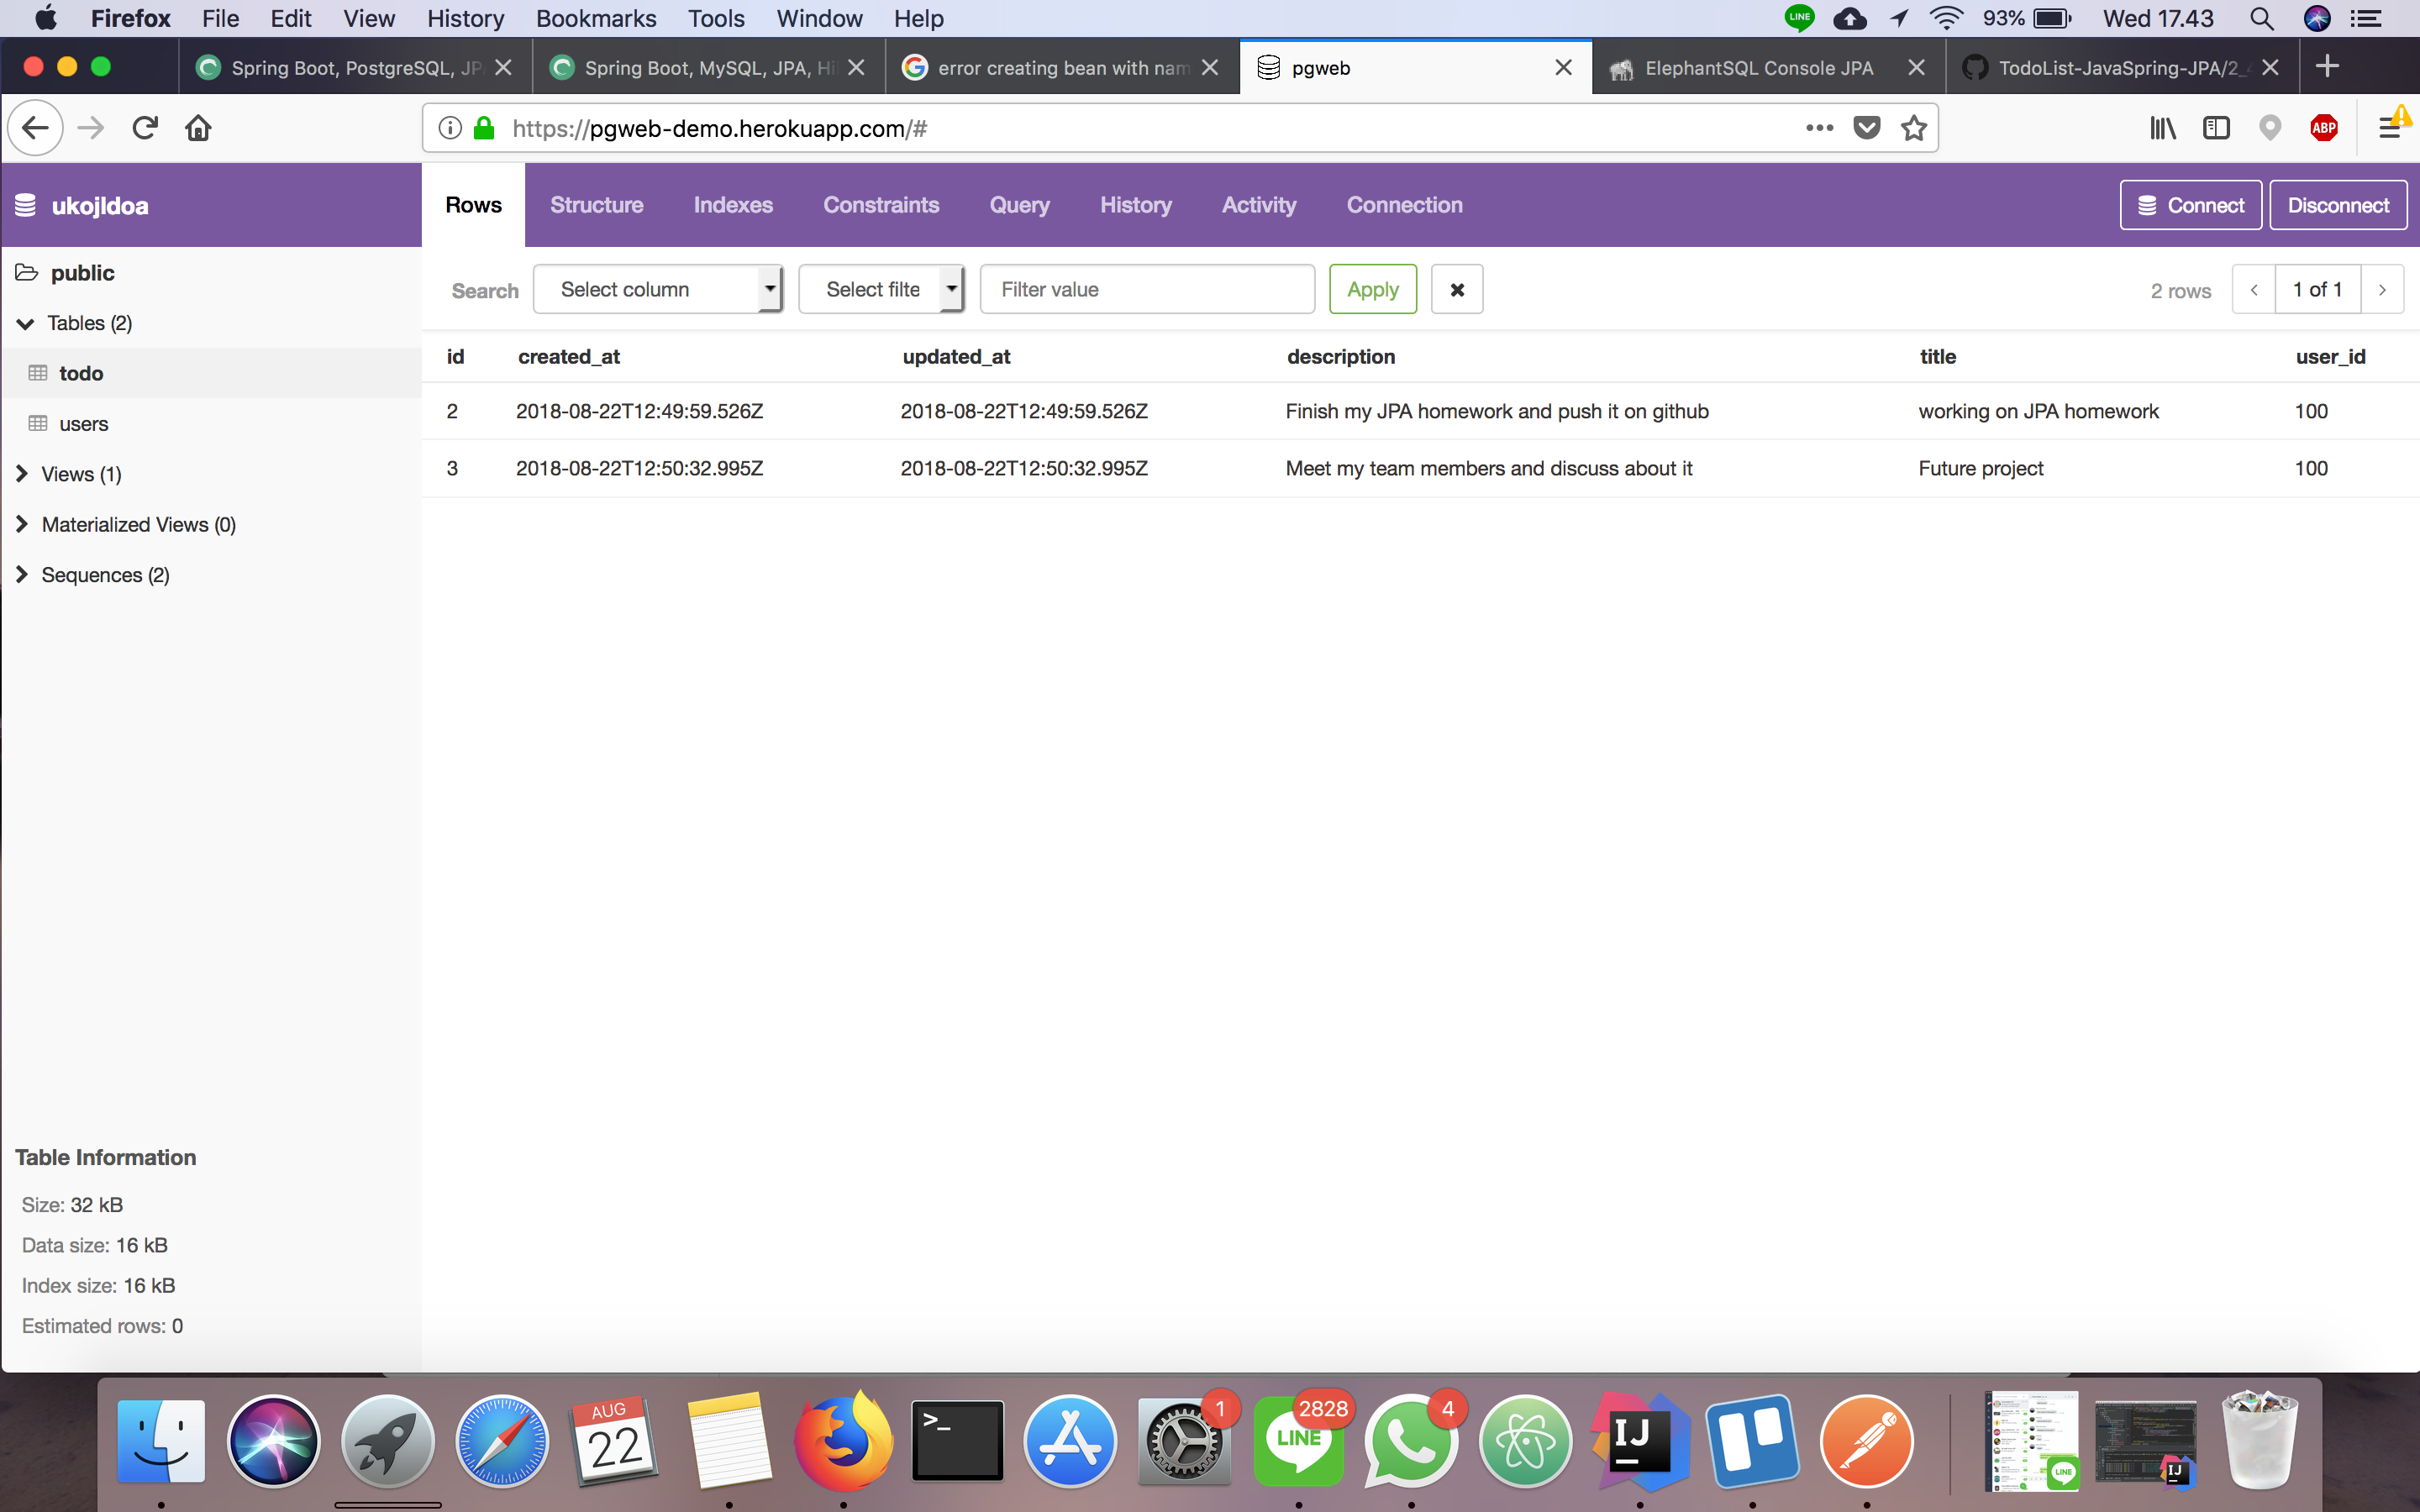 Firefox File Edit View History Bookmarks Tools Window Help LINE 93% Wed 17.43
Spring Boot, PostgreSQL, JP Spring Boot, MySQL, JPA, Hi error creating bean with nam pgweb ElephantSQL Console JPA TodoList-JavaSpring-JPA/2_
https://pgweb-demo.herokuapp.com/# ABP
ukojldoa Rows Structure Indexes Constraints Query History Activity Connection Connect Disconnect
public
Search Select column Select filte Filter value Apply 2 rows 1 of 1
Tables (2)
id created_at updated_at description title user_id
todo
2 2018-08-22T12:49:59.526Z 2018-08-22T12:49:59.526Z Finish my JPA homework and push it on github working on JPA homework 100
users
3 2018-08-22T12:50:32.995Z 2018-08-22T12:50:32.995Z Meet my team members and discuss about it Future project 100
Views (1)
Materialized Views (0)
Sequences (2)
Table Information
Size: 32 kB
Data size: 16 kB
Index size: 16 kB
Estimated rows: 0
AUG 1 2828 4
22 >_ LINE IJ LINE IJ